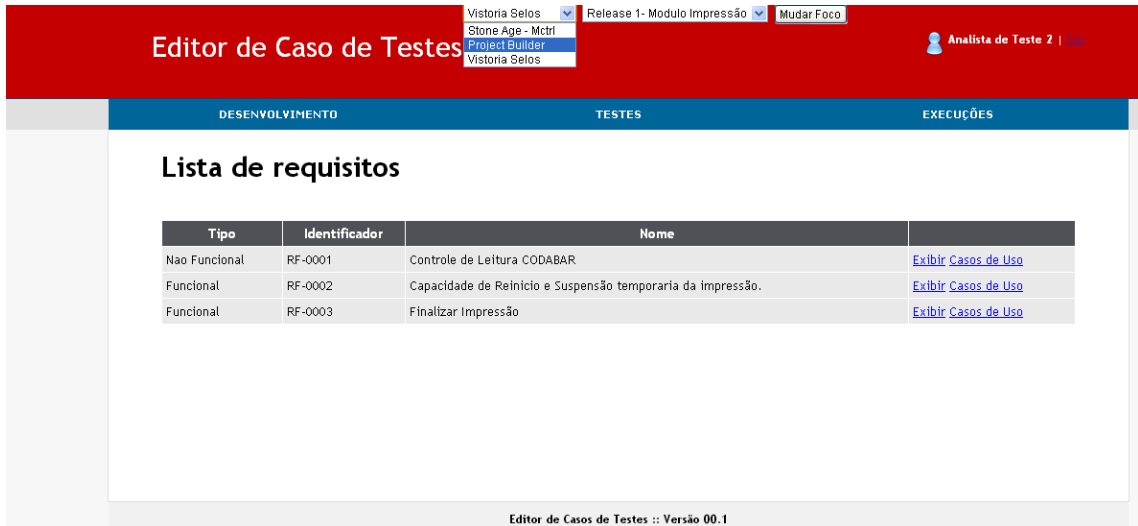 Vistoria Selos Release 1- Modulo Impressão Mudar Foco
Stone Age - Mctrl
Project Builder
Vistoria Selos
Editor de Caso de Testes
Analista de Teste 2 |
DESENVOLVIMENTO TESTES EXECUÇÕES
Lista de requisitos
Tipo Identificador Nome
Nao Funcional RF-0001 Controle de Leitura CODABAR Exibir Casos de Uso
Funcional RF-0002 Capacidade de Reinicio e Suspensão temporaria da impressão. Exibir Casos de Uso
Funcional RF-0003 Finalizar Impressão Exibir Casos de Uso
Editor de Casos de Testes :: Versão 00.1